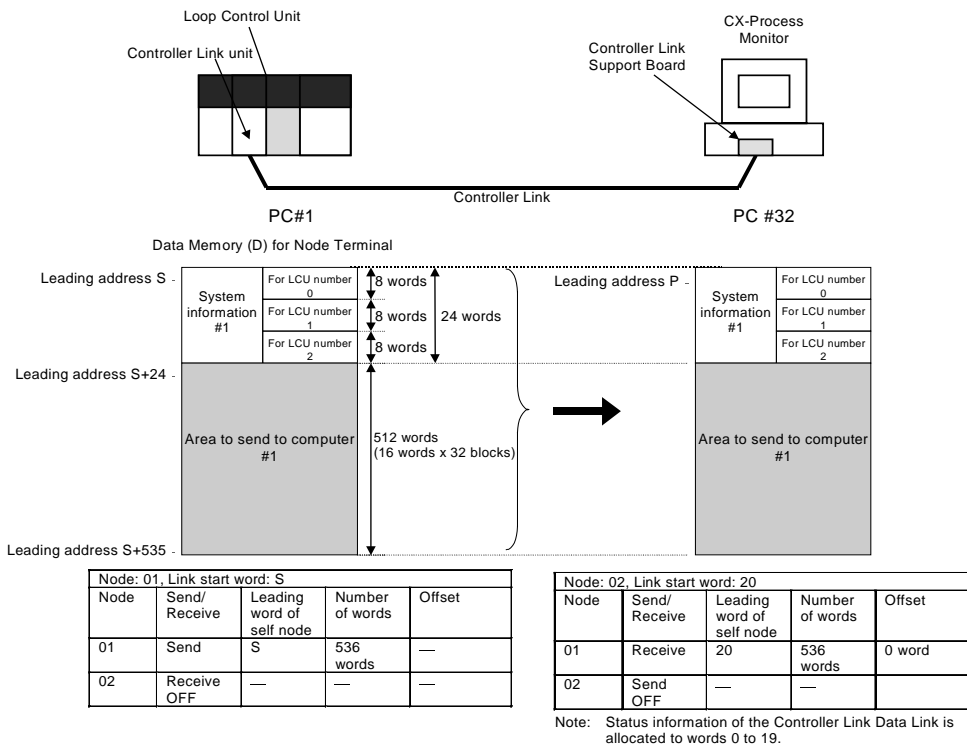 Loop Control Unit
Controller Link unit
CX-Process
Monitor
Controller Link
Support Board
Controller Link
PC#1
PC #32
Data Memory (D) for Node Terminal
Leading address S
System
information
#1
For LCU number
0
For LCU number
1
For LCU number
2
8 words
8 words
8 words
24 words
Leading address S+24
Area to send to computer
#1
512 words
(16 words x 32 blocks)
Leading address S+535
Leading address P
System
information
#1
For LCU number
0
For LCU number
1
For LCU number
2
Area to send to computer
#1
Node: 01, Link start word: S
Node Send/ Leading Number Offset
Receive word of of words
self node
01 Send S 536 —
words
02 Receive — — —
OFF
Node: 02, Link start word: 20
Node Send/ Leading Number Offset
Receive word of of words
self node
01 Receive 20 536 0 word
words
02 Send — —
OFF
Note: Status information of the Controller Link Data Link is
allocated to words 0 to 19.